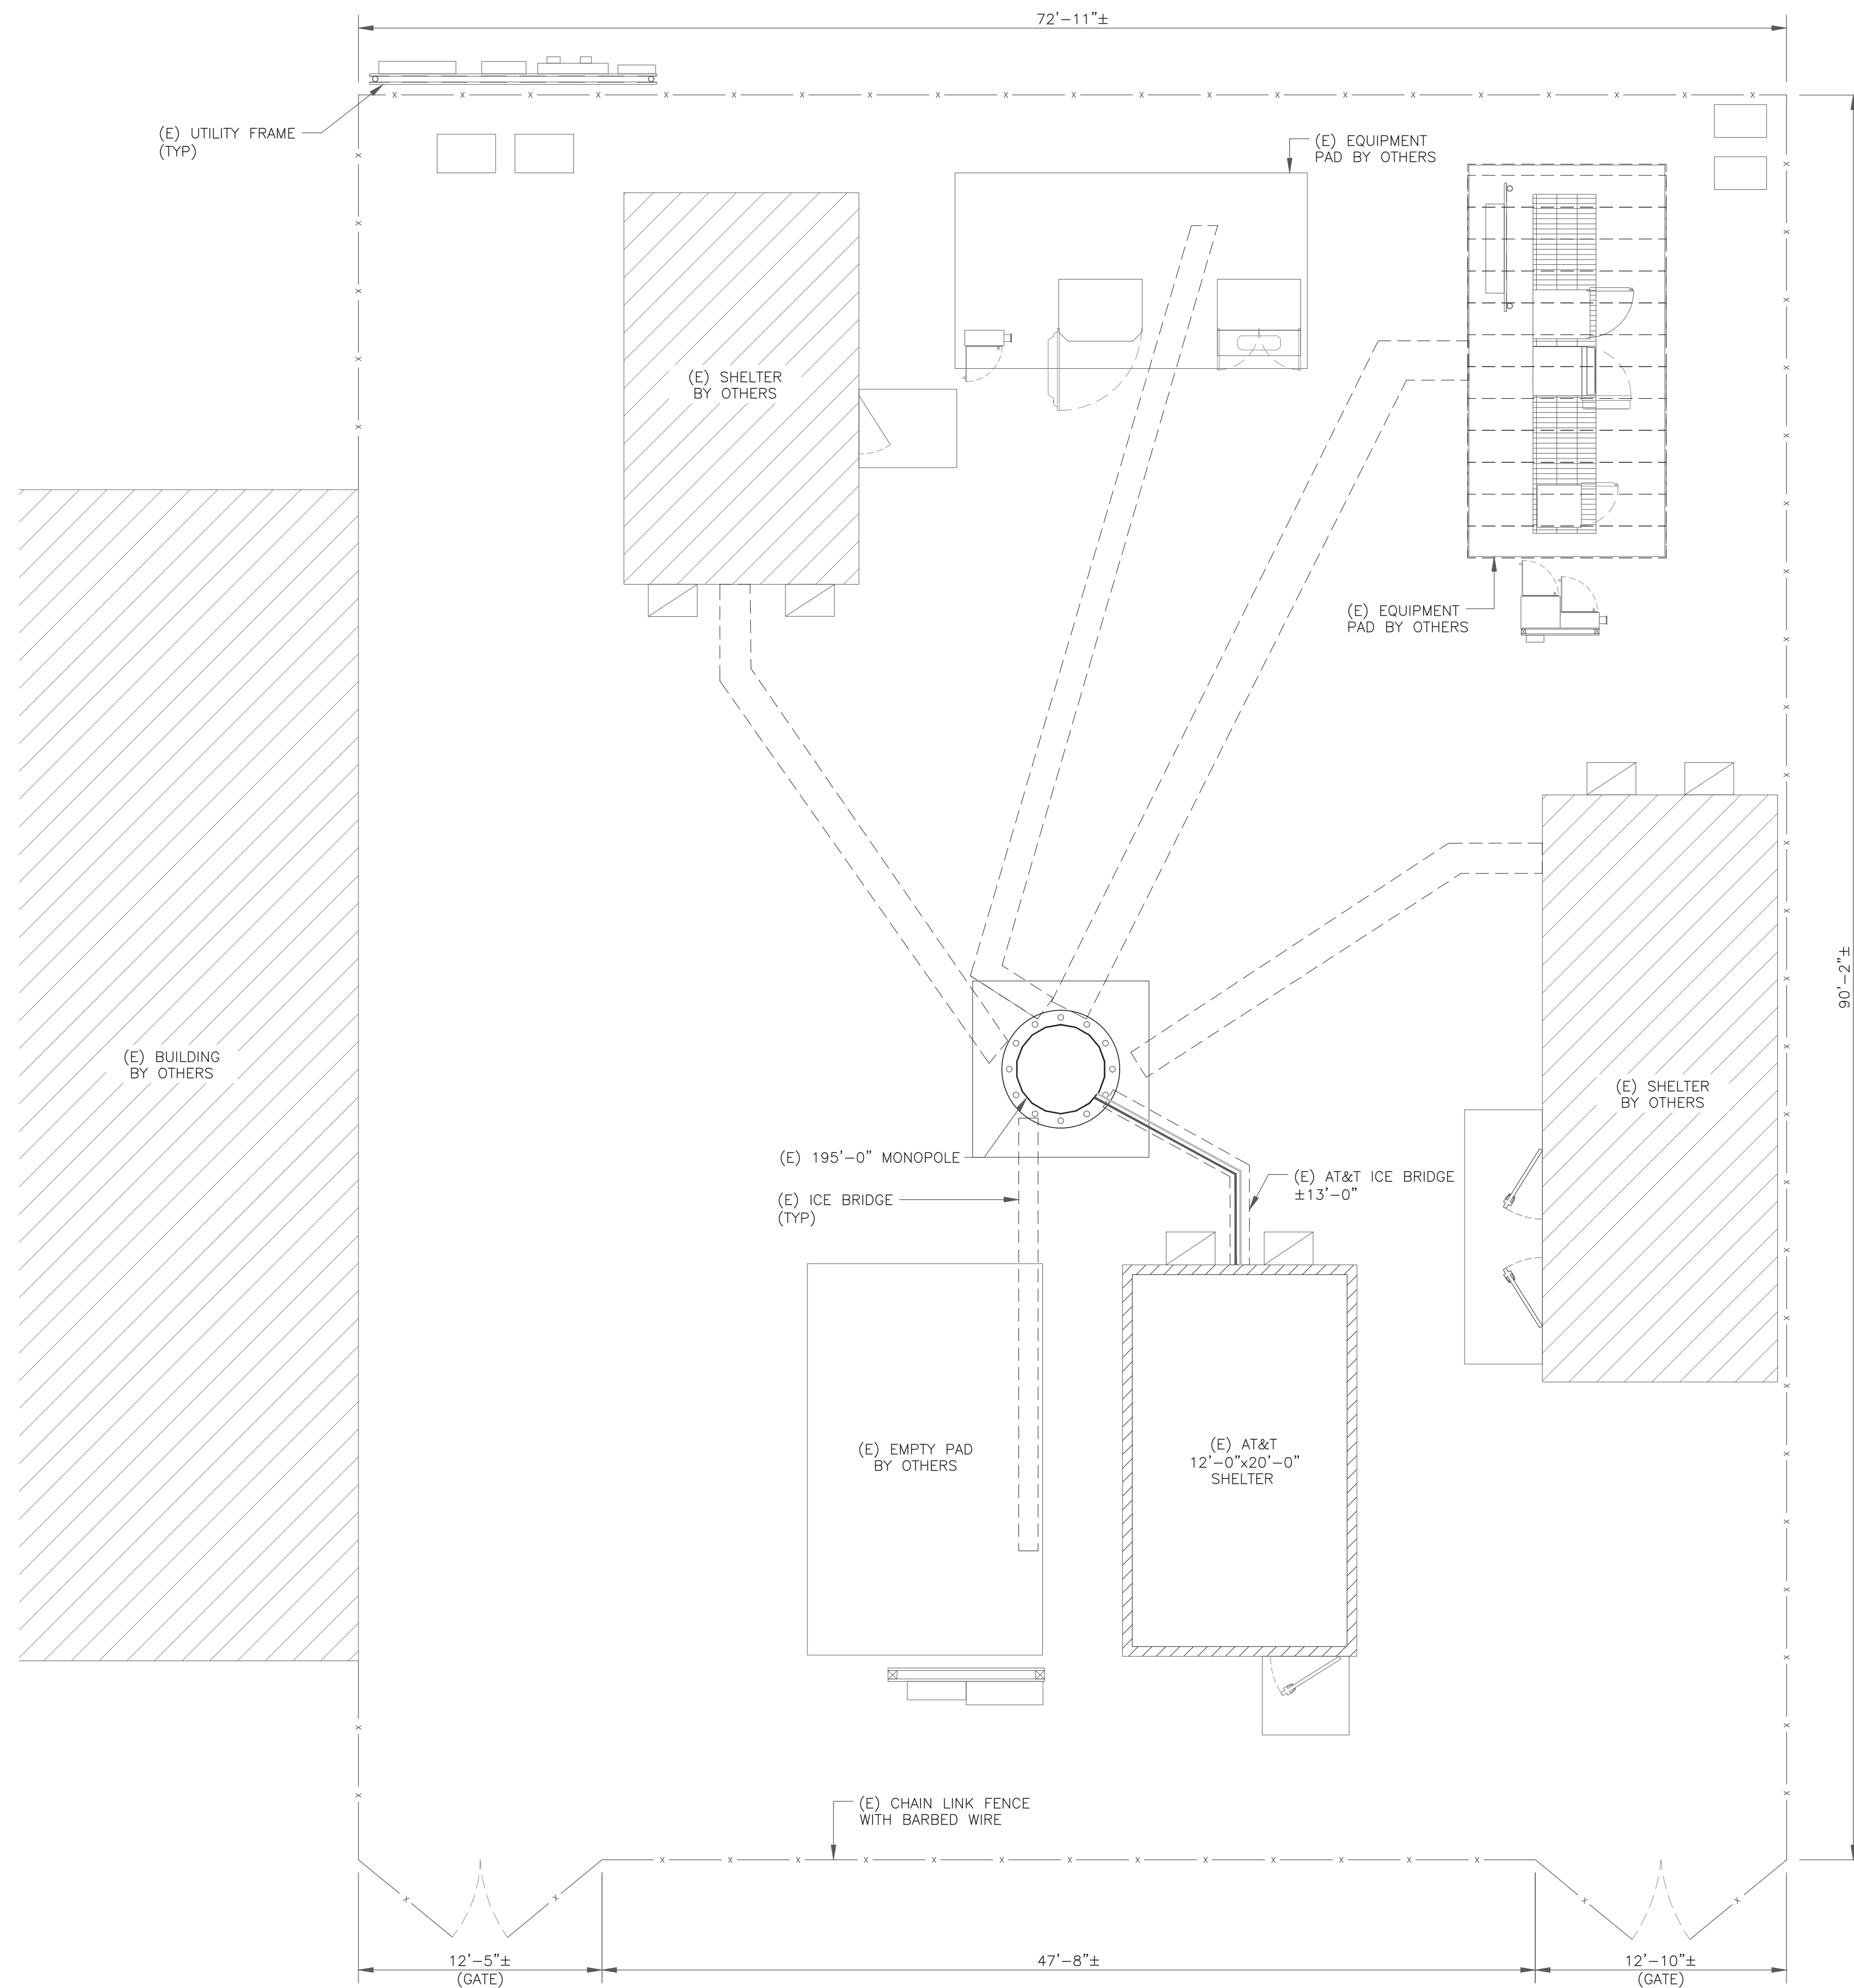 72'-11"±
(E) UTILITY FRAME
(TYP)
(E) EQUIPMENT
PAD BY OTHERS
(E) SHELTER
BY OTHERS
(E) EQUIPMENT
PAD BY OTHERS
90'-2"±
(E) BUILDING
BY OTHERS
(E) SHELTER
BY OTHERS
(E) 195'-0" MONOPOLE
(E) ICE BRIDGE
(TYP)
(E) AT&T ICE BRIDGE
±13'-0"
(E) EMPTY PAD
BY OTHERS
(E) AT&T
12'-0"x20'-0"
SHELTER
(E) CHAIN LINK FENCE
WITH BARBED WIRE
12'-5"±
(GATE)
47'-8"±
12'-10"±
(GATE)